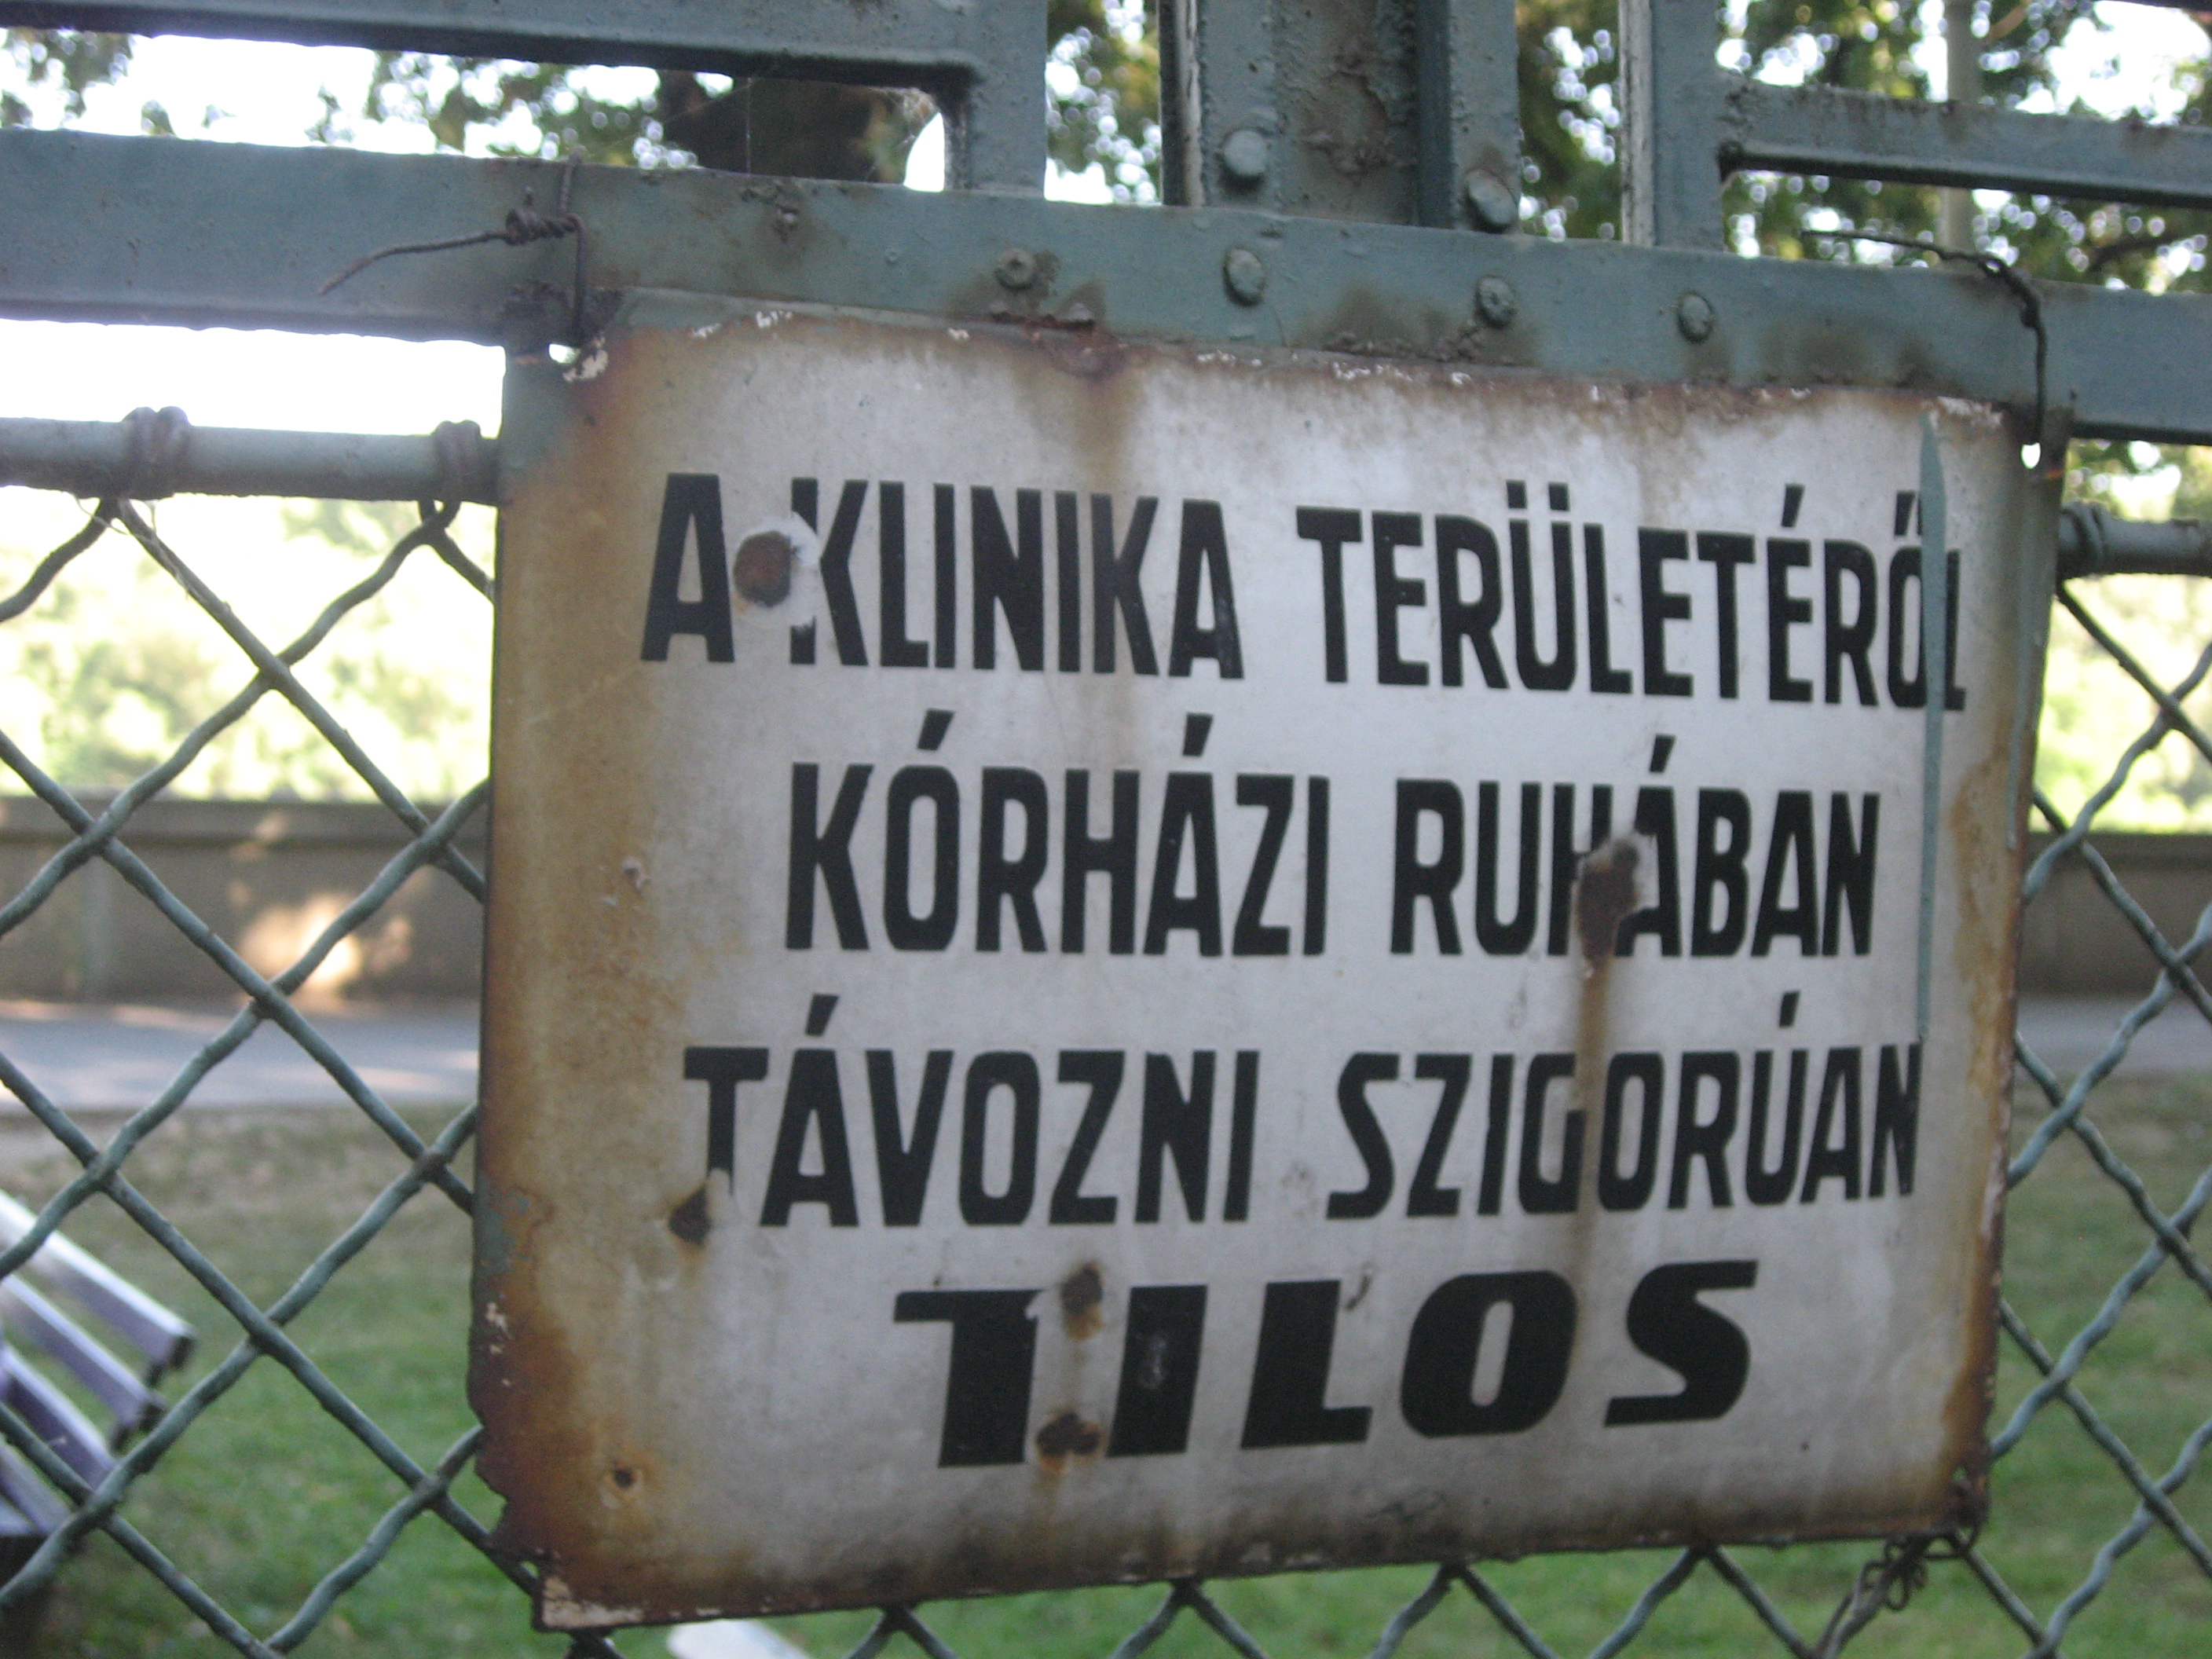 A KLINIKA TERÜLETÉRŐL
KÓRHÁZI RUHÁBAN
TÁVOZNI SZIGORÚAN
TILOS